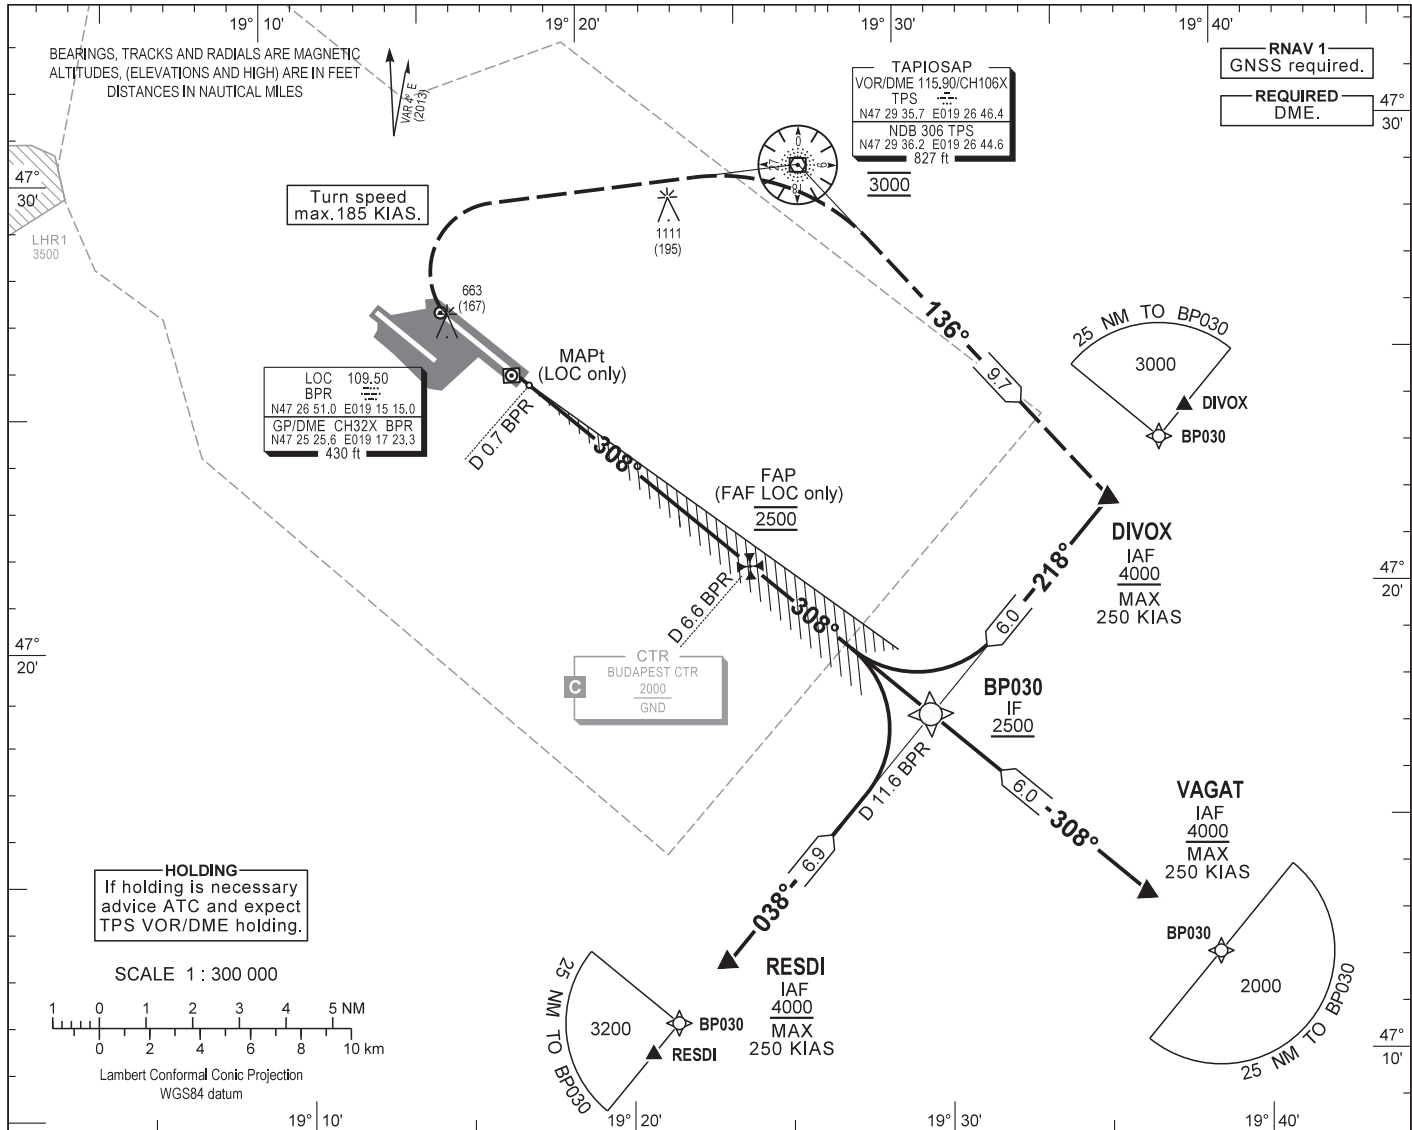 19° 10'
19° 20'
19° 30'
19° 40'
BEARINGS, TRACKS AND RADIALS ARE MAGNETIC
ALTITUDES, (ELEVATIONS AND HIGH) ARE IN FEET
DISTANCES IN NAUTICAL MILES
VAR 4° E
(2013)
TAPIOSAP
VOR/DME 115.90/CH106X
TPS
N47 29 35.7 E019 26 46.4
NDB 306 TPS
N47 29 36.2 E019 26 44.6
827 ft
3000
RNAV 1
GNSS required.
REQUIRED
DME.
47°
30'
47°
30'
LHR1
3500
Turn speed
max.185 KIAS.
0
9
18
27
1111
(195)
663
(167)
136°
9.7
25 NM TO BP030
3000
DIVOX
BP030
MAPt
(LOC only)
LOC 109.50
BPR
N47 26 51.0 E019 15 15.0
GP/DME CH32X BPR
N47 25 25.6 E019 17 23.3
430 ft
D 0.7 BPR
308°
FAP
(FAF LOC only)
2500
DIVOX
IAF
4000
MAX
250 KIAS
218°
6.0
47°
20'
47°
20'
D 6.6 BPR
308°
CTR
BUDAPEST CTR
C
2000
GND
BP030
IF
2500
D 11.6 BPR
6.0
308°
VAGAT
IAF
4000
MAX
250 KIAS
6.9
038°
HOLDING
If holding is necessary
advice ATC and expect
TPS VOR/DME holding.
RESDI
IAF
4000
MAX
250 KIAS
BP030
2000
25 NM TO BP030
SCALE 1 : 300 000
1 0 1 2 3 4 5 NM
0 2 4 6 8 10 km
Lambert Conformal Conic Projection
WGS84 datum
25 NM TO BP030
3200
BP030
RESDI
47°
10'
19° 10'
19° 20'
19° 30'
19° 40'